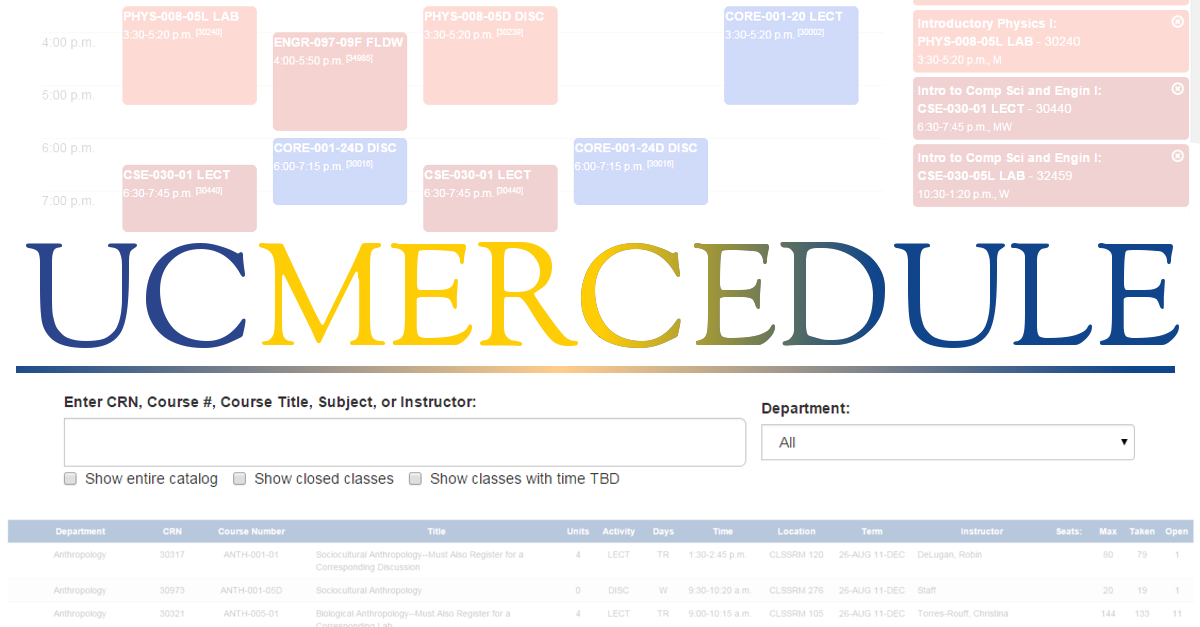 PHYS-008-05L LAB
3:30-5:20 p.m. [30240]
PHYS-008-05D DISC
3:30-5:20 p.m. [30239]
CORE-001-20 LECT
3:30-5:20 p.m. [30002]
4:00 p.m.
ENGR-097-09F FLDW
4:00-5:50 p.m. [34985]
5:00 p.m.
6:00 p.m.
CORE-001-24D DISC
6:00-7:15 p.m. [30016]
CORE-001-24D DISC
6:00-7:15 p.m. [30016]
CSE-030-01 LECT
6:30-7:45 p.m. [30440]
CSE-030-01 LECT
6:30-7:45 p.m. [30440]
7:00 p.m.
Introductory Physics I:
PHYS-008-05L LAB - 30240
3:30-5:20 p.m., M
Intro to Comp Sci and Engin I:
CSE-030-01 LECT - 30440
6:30-7:45 p.m., MW
Intro to Comp Sci and Engin I:
CSE-030-05L LAB - 32459
10:30-1:20 p.m., W
UCMERCEDULE
Enter CRN, Course #, Course Title, Subject, or Instructor:
Department:
All
Show entire catalog Show closed classes Show classes with time TBD
Department CRN Course Number Title Units Activity Days Time Location Term Instructor Seats: Max Taken Open
Anthropology 30317 ANTH-001-01 Sociocultural Anthropology--Must Also Register for a 4 LECT TR 1:30-2:45 p.m. CLSSRM 120 26-AUG 11-DEC DeLugan, Robin 80 79 1
Corresponding Discussion
Anthropology 30973 ANTH-001-05D Sociocultural Anthropology 0 DISC W 9:30-10:20 a.m. CLSSRM 276 26-AUG 11-DEC Staff 20 19 1
Anthropology 30321 ANTH-005-01 Biological Anthropology--Must Also Register for a 4 LECT TR 9:00-10:15 a.m. CLSSRM 105 26-AUG 11-DEC Torres-Rouff, Christina 144 133 11
Corresponding Lab